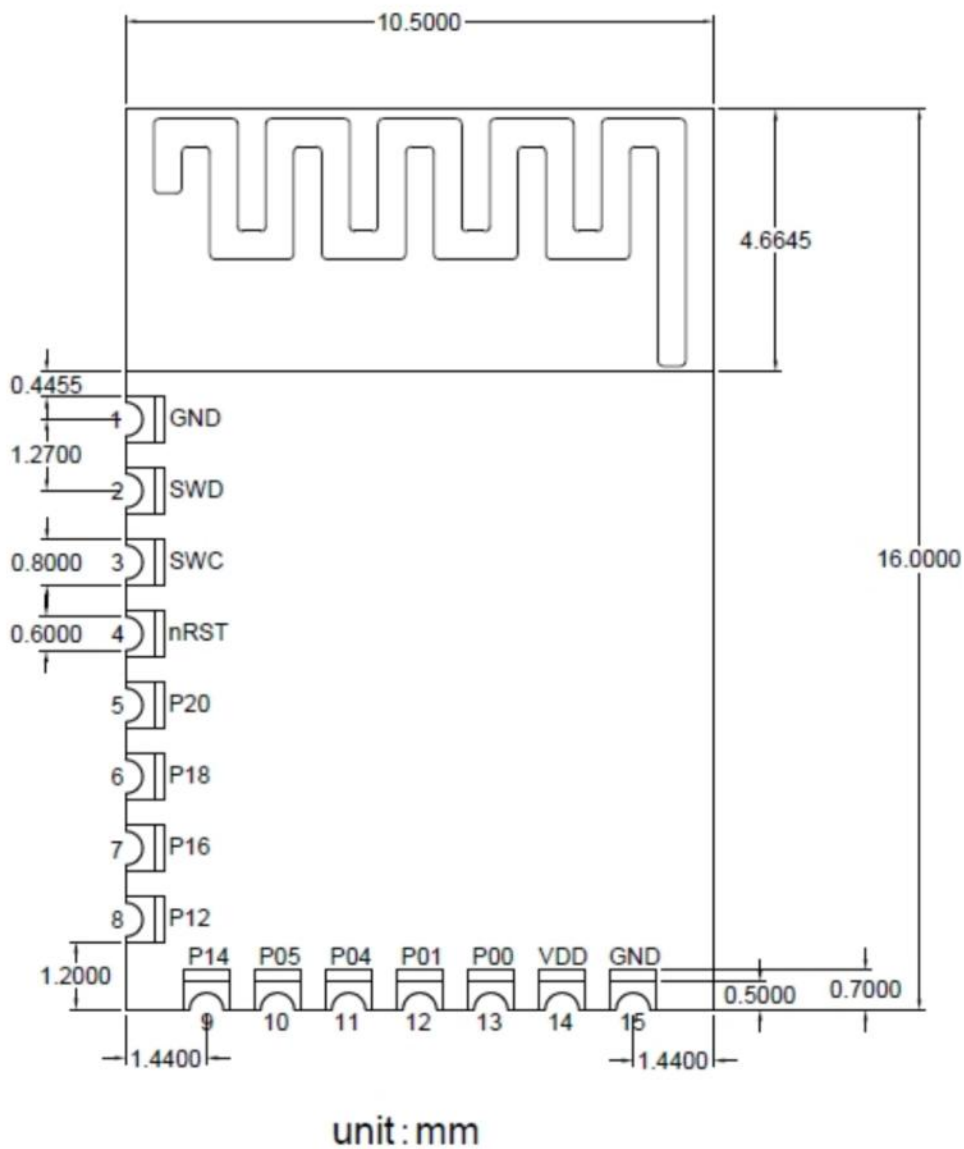 10.5000
4.6645
0.4455
1 GND
1.2700
2 SWD
0.8000 3 SWC 16.0000
0.6000 4 nRST
5 P20
6 P18
7 P16
8 P12
P14 P05 P04 P01 P00 VDD GND
1.2000 0.5000 0.7000
9 10 11 12 13 14 15
1.4400 1.4400
unit:mm